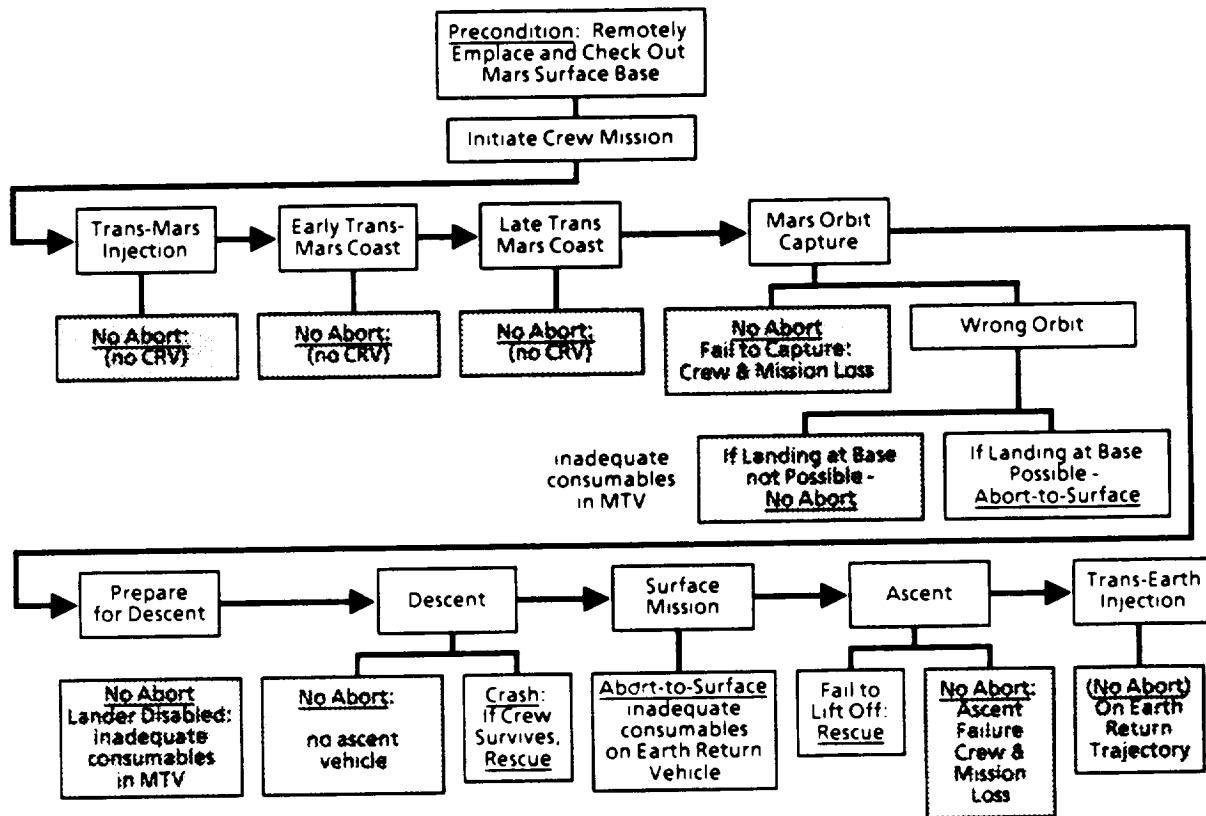 Precondition: Remotely
Emplace and Check Out
Mars Surface Base
Initiate Crew Mission
Trans-Mars
Injection
Early Trans-
Mars Coast
Late Trans
Mars Coast
Mars Orbit
Capture
No Abort:
(no CRV)
No Abort:
(no CRV)
No Abort:
(no CRV)
No Abort
Fail to Capture:
Crew & Mission Loss
Wrong Orbit
inadequate
consumables
in MTV
If Landing at Base
not Possible -
No Abort
If Landing at Base
Possible -
Abort-to-Surface
Prepare
for Descent
Descent
Surface
Mission
Ascent
Trans-Earth
Injection
No Abort
Lander Disabled:
inadequate
consumables
in MTV
No Abort:
no ascent
vehicle
Crash:
If Crew
Survives,
Rescue
Abort-to-Surface
inadequate
consumables
on Earth Return
Vehicle
Fail to
Lift Off:
Rescue
No Abort:
Ascent
Failure
Crew &
Mission
Loss
(No Abort)
On Earth
Return
Trajectory